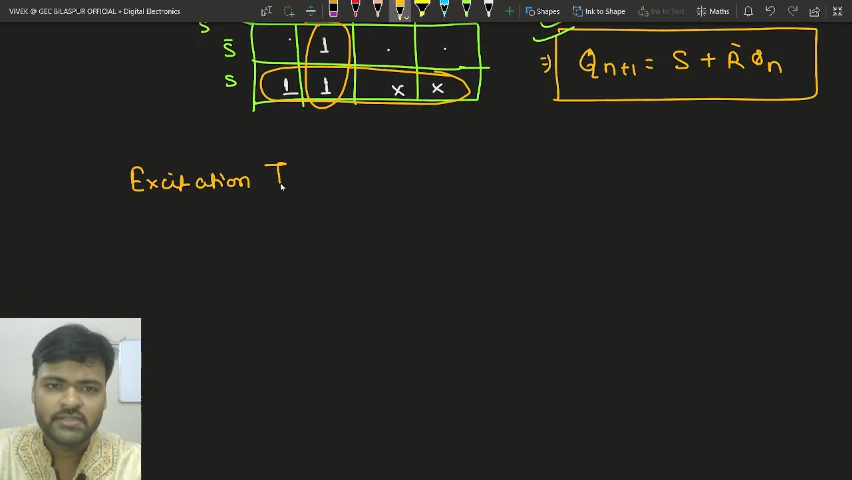 VIVEK @ GEC BILASPUR OFFICIAL » Digital Electronics
Shapes
Ink to Shape
Ink to Text
Maths
S̄ 1
S 1 1 x x
⇒ Qn+1 = S + R̄ Qn
Excitation T